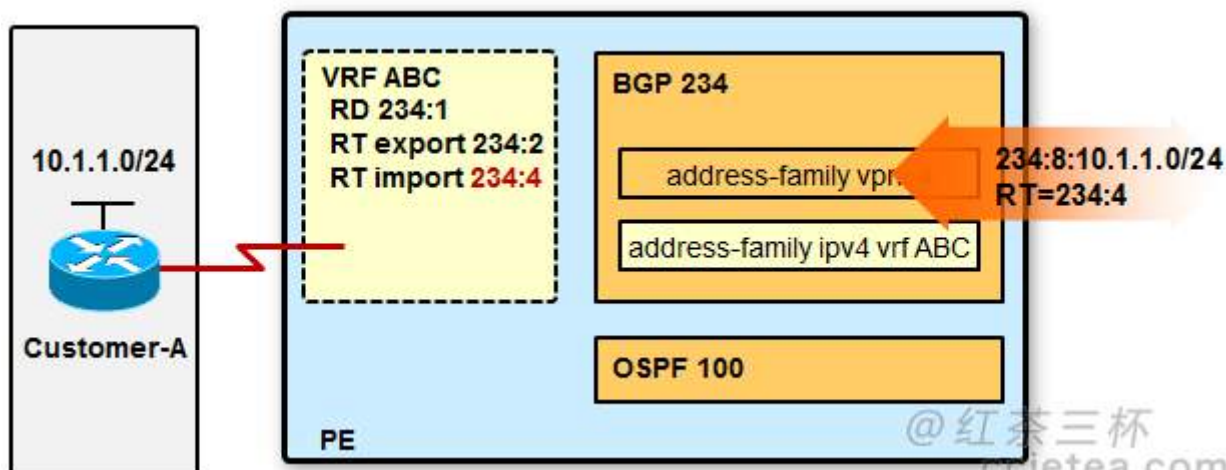 10.1.1.0/24
Customer-A
VRF ABC
RD 234:1
RT export 234:2
RT import 234:4
BGP 234
address-family
address-family ipv4 vrf ABC
OSPF 100
PE
234:8:10.1.1.0/24
RT=234:4
@红茶三杯
ccietea.com